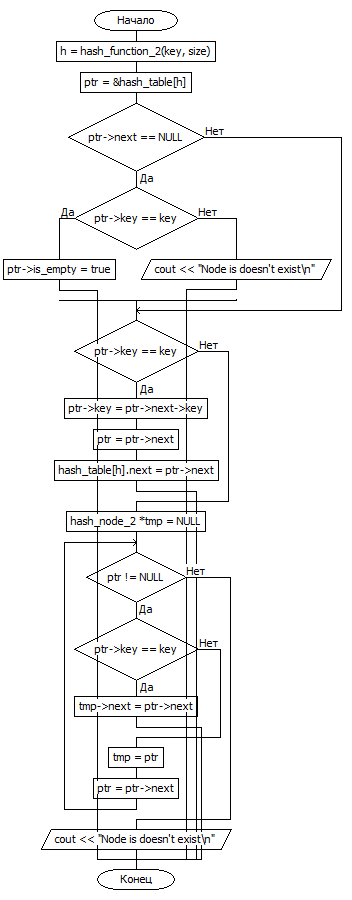 Начало
h = hash_function_2(key, size)
ptr = &hash_table[h]
ptr->next == NULL
Нет
Да
ptr->key == key
Да
Нет
ptr->is_empty = true
cout << "Node is doesn't exist\n"
ptr->key == key
Нет
Да
ptr->key = ptr->next->key
ptr = ptr->next
hash_table[h].next = ptr->next
hash_node_2 *tmp = NULL
ptr != NULL
Нет
Да
ptr->key == key
Нет
Да
tmp->next = ptr->next
tmp = ptr
ptr = ptr->next
cout << "Node is doesn't exist\n"
Конец